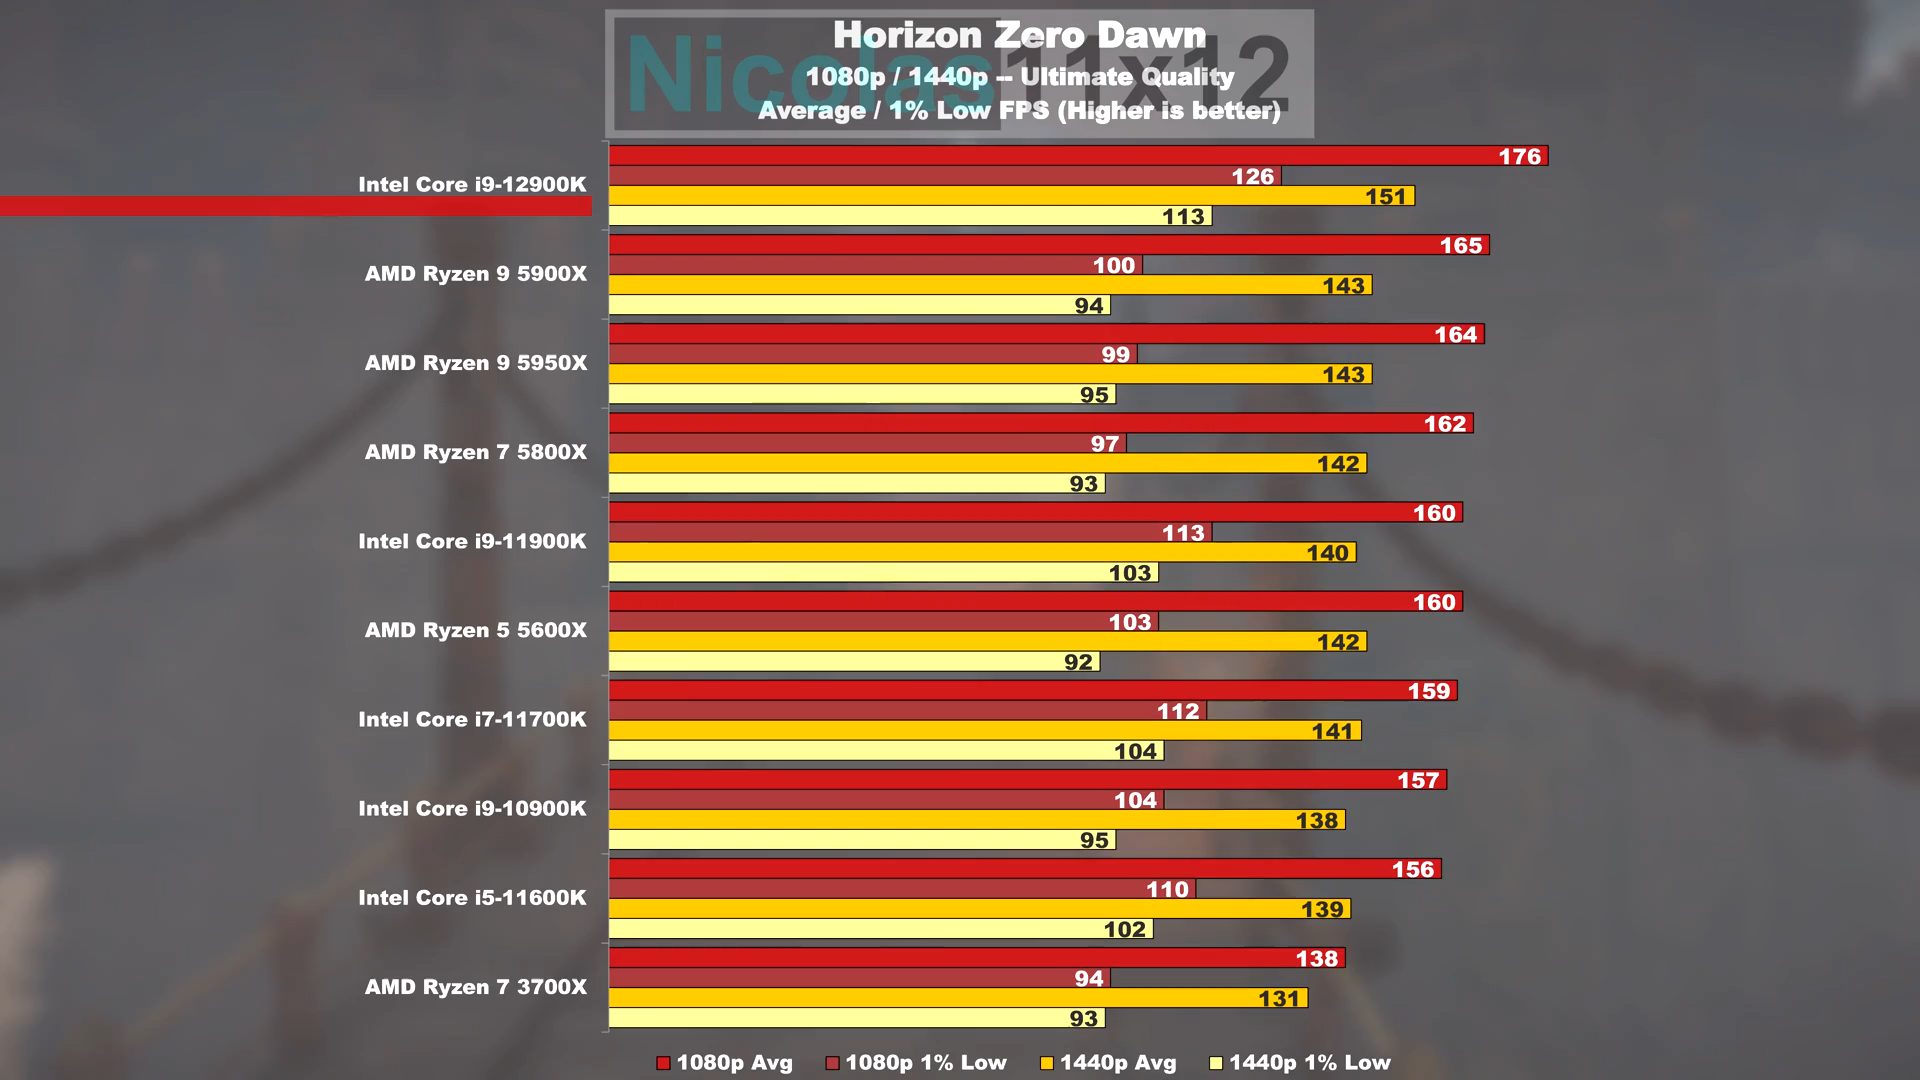 Horizon Zero Dawn
Nicolas11x12
1080p / 1440p -- Ultimate Quality
Average / 1% Low FPS (Higher is better)
Intel Core i9-12900K
176
126
151
113
AMD Ryzen 9 5900X
165
100
143
94
AMD Ryzen 9 5950X
164
99
143
95
AMD Ryzen 7 5800X
162
97
142
93
Intel Core i9-11900K
160
113
140
103
AMD Ryzen 5 5600X
160
103
142
92
Intel Core i7-11700K
159
112
141
104
Intel Core i9-10900K
157
104
138
95
Intel Core i5-11600K
156
110
139
102
AMD Ryzen 7 3700X
138
94
131
93
1080p Avg 1080p 1% Low 1440p Avg 1440p 1% Low